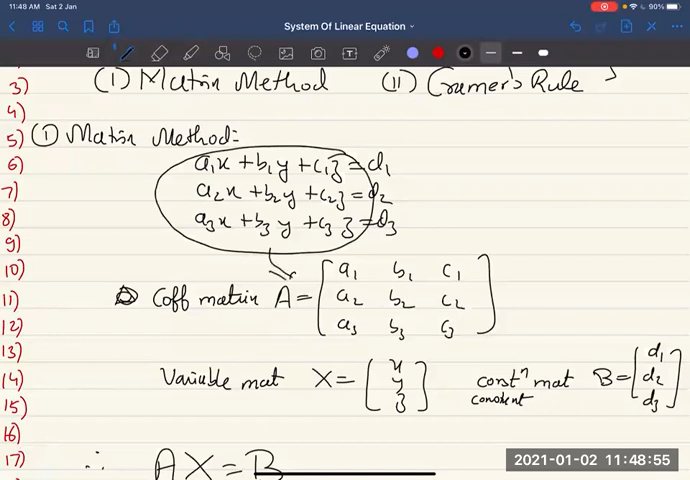 11:48 AM Sat 2 Jan
90%
System Of Linear Equation
3) (I) Matrix Method (II) Cramer's Rule
4)
5) (I) Matrix Method:-
6) a₁x + b₁y + c₁z = d₁
7) a₂x + b₂y + c₂z = d₂
8) a₃x + b₃y + c₃z = d₃
9)
10) a₁ b₁ c₁
11) Coff matrix A = a₂ b₂ c₂
12) a₃ b₃ c₃
13) x d₁
14) Variable mat X = y constⁿ mat B = d₂
15) z constent d₃
16)
17) ∴ AX = B
2021-01-02 11:48:55